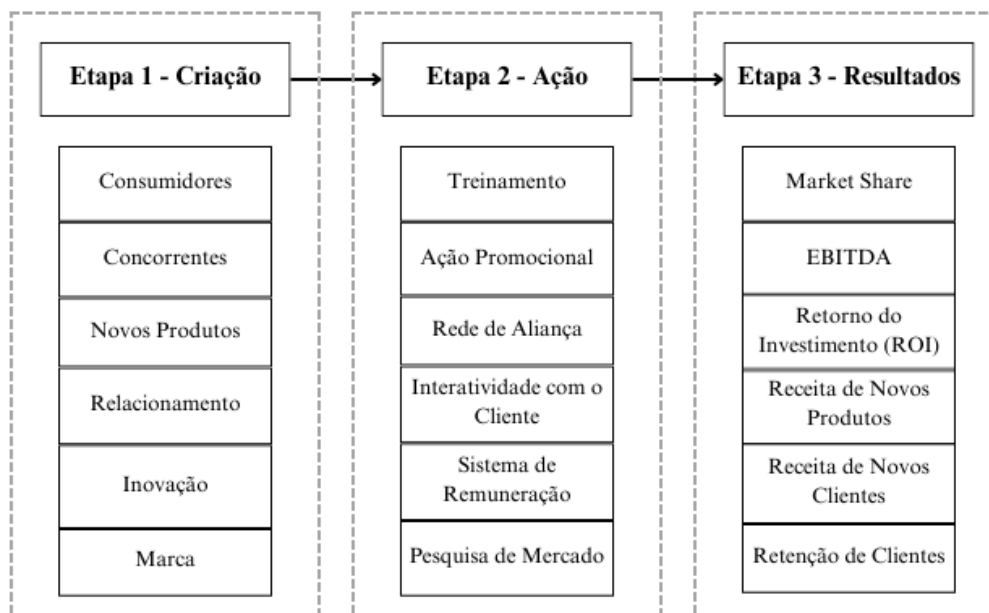 Etapa 1 - Criação
Consumidores
Concorrentes
Novos Produtos
Relacionamento
Inovação
Marca
Etapa 2 - Ação
Treinamento
Ação Promocional
Rede de Aliança
Interatividade com o
Cliente
Sistema de
Remuneração
Pesquisa de Mercado
Etapa 3 - Resultados
Market Share
EBITDA
Retorno do
Investimento (ROI)
Receita de Novos
Produtos
Receita de Novos
Clientes
Retenção de Clientes